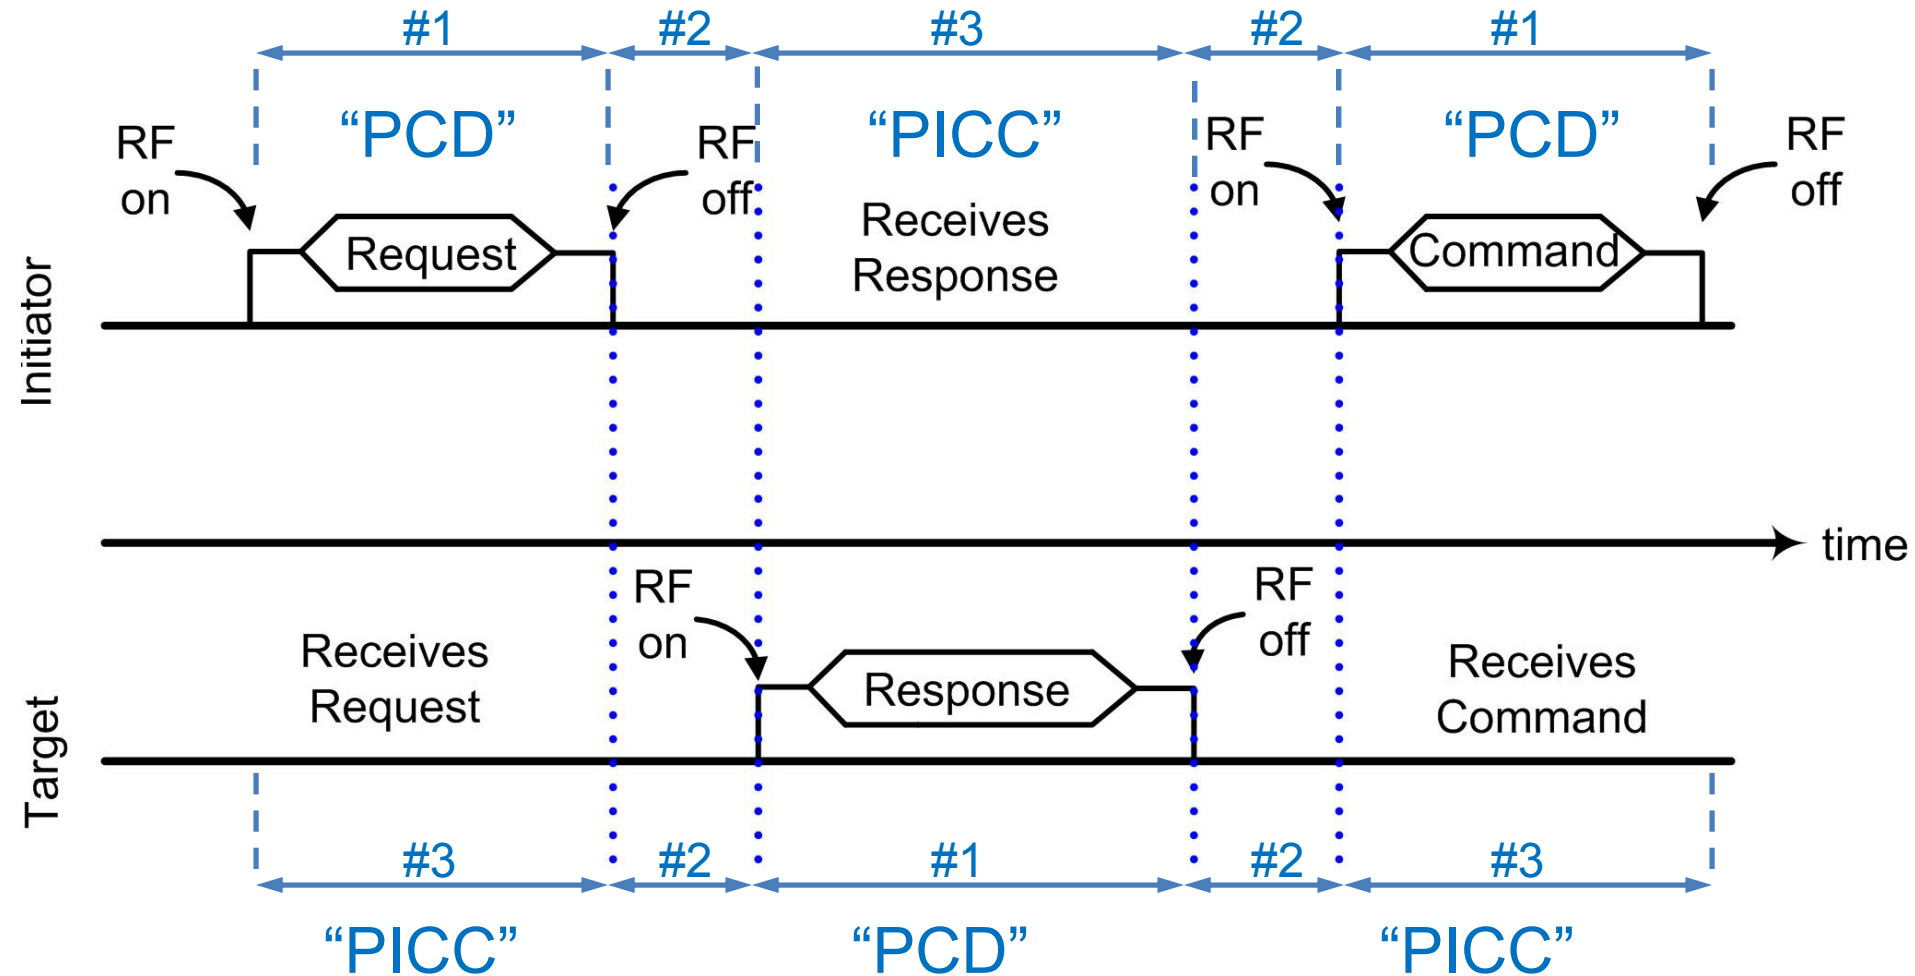 #1 #2 #3 #2 #1
“PCD” “PICC” “PCD”
RF
on
RF
off
RF
on
RF
off
Request
Receives
Response
Command
Initiator
time
RF
on
RF
off
Receives
Request
Response
Receives
Command
Target
#3 #2 #1 #2 #3
“PICC” “PCD” “PICC”